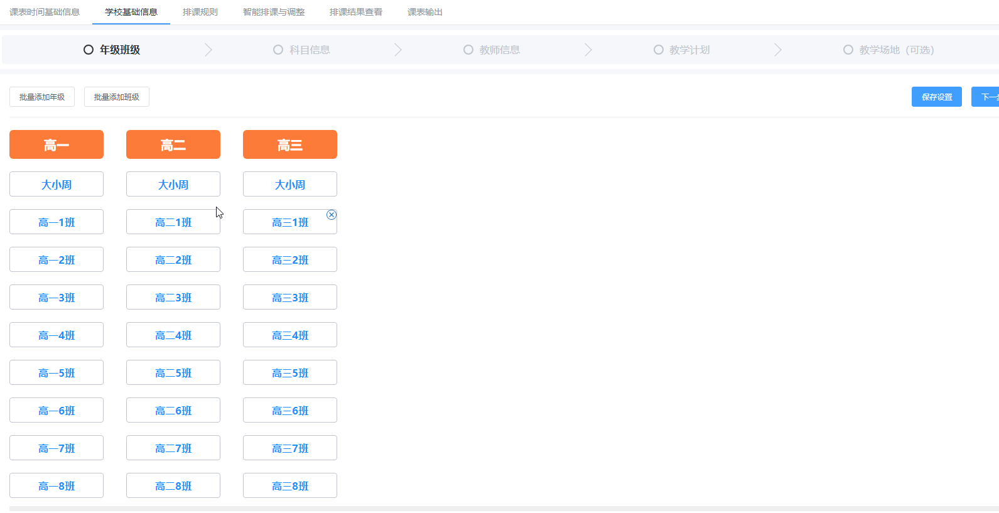 课表时间基础信息 学校基础信息 排课规则 智能排课与调整 排课结果查看 课表输出
年级班级 科目信息 教师信息 教学计划 教学场地（可选）
批量添加年级 批量添加班级 保存设置 下一
高一 高二 高三
大小周 大小周 大小周
高一1班 高二1班 高三1班
高一2班 高二2班 高三2班
高一3班 高二3班 高三3班
高一4班 高二4班 高三4班
高一5班 高二5班 高三5班
高一6班 高二6班 高三6班
高一7班 高二7班 高三7班
高一8班 高二8班 高三8班